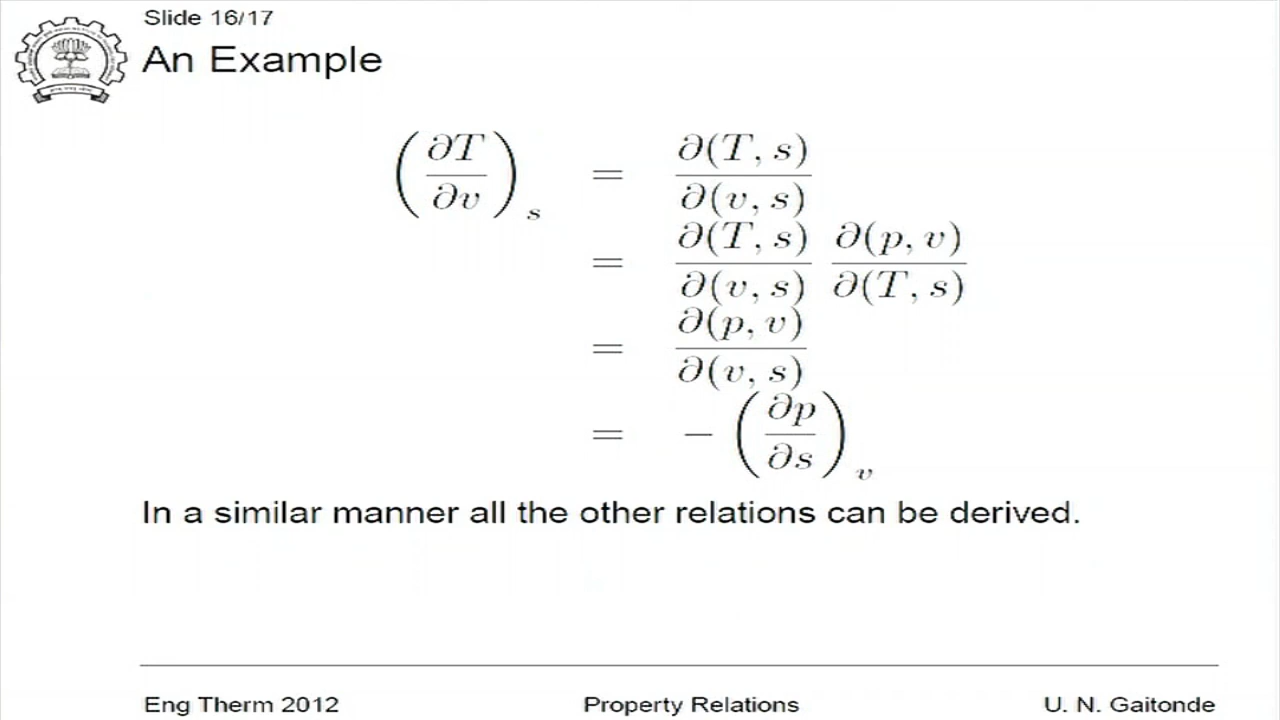 Slide 16/17
An Example
(∂T/∂v)_s = ∂(T, s)/∂(v, s)
= ∂(T, s)/∂(v, s) ∂(p, v)/∂(T, s)
= ∂(p, v)/∂(v, s)
= − (∂p/∂s)_v
In a similar manner all the other relations can be derived.
Eng Therm 2012 Property Relations U. N. Gaitonde